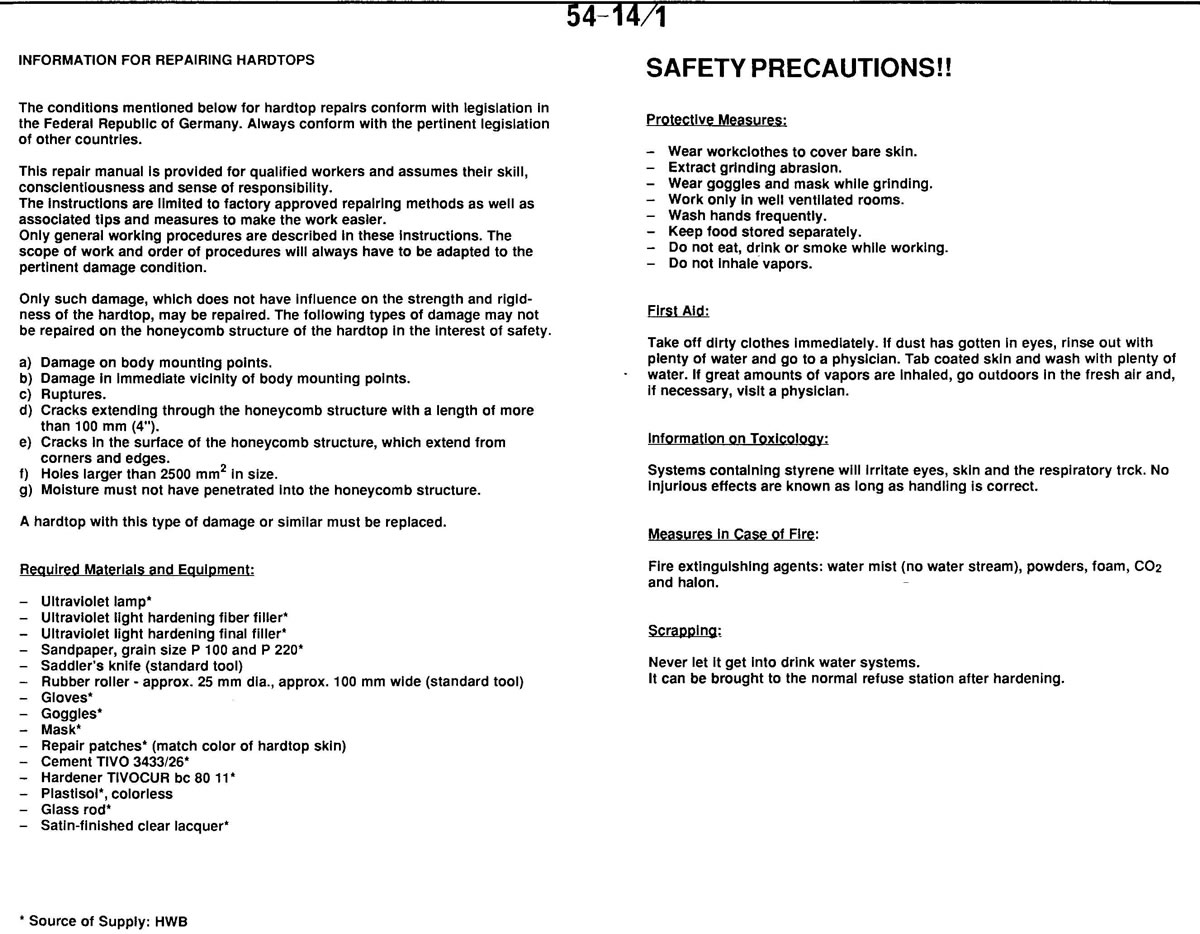 54-14/1
INFORMATION FOR REPAIRING HARDTOPS
The conditions mentioned below for hardtop repairs conform with legislation in
the Federal Republic of Germany. Always conform with the pertinent legislation
of other countries.
This repair manual is provided for qualified workers and assumes their skill,
conscientiousness and sense of responsibility.
The instructions are limited to factory approved repairing methods as well as
associated tips and measures to make the work easier.
Only general working procedures are described in these instructions. The
scope of work and order of procedures will always have to be adapted to the
pertinent damage condition.
Only such damage, which does not have influence on the strength and rigid-
ness of the hardtop, may be repaired. The following types of damage may not
be repaired on the honeycomb structure of the hardtop in the interest of safety.
a) Damage on body mounting points.
b) Damage in immediate vicinity of body mounting points.
c) Ruptures.
d) Cracks extending through the honeycomb structure with a length of more
than 100 mm (4").
e) Cracks in the surface of the honeycomb structure, which extend from
corners and edges.
f) Holes larger than 2500 mm² in size.
g) Moisture must not have penetrated into the honeycomb structure.
A hardtop with this type of damage or similar must be replaced.
Required Materials and Equipment:
– Ultraviolet lamp*
– Ultraviolet light hardening fiber filler*
– Ultraviolet light hardening final filler*
– Sandpaper, grain size P 100 and P 220*
– Saddler's knife (standard tool)
– Rubber roller - approx. 25 mm dia., approx. 100 mm wide (standard tool)
– Gloves*
– Goggles*
– Mask*
– Repair patches* (match color of hardtop skin)
– Cement TIVO 3433/26*
– Hardener TIVOCUR bc 80 11*
– Plastisol*, colorless
– Glass rod*
– Satin-finished clear lacquer*
* Source of Supply: HWB
SAFETY PRECAUTIONS!!
Protective Measures:
– Wear workclothes to cover bare skin.
– Extract grinding abrasion.
– Wear goggles and mask while grinding.
– Work only in well ventilated rooms.
– Wash hands frequently.
– Keep food stored separately.
– Do not eat, drink or smoke while working.
– Do not inhale vapors.
First Aid:
Take off dirty clothes immediately. If dust has gotten in eyes, rinse out with
plenty of water and go to a physician. Tab coated skin and wash with plenty of
water. If great amounts of vapors are inhaled, go outdoors in the fresh air and,
if necessary, visit a physician.
Information on Toxicology:
Systems containing styrene will irritate eyes, skin and the respiratory trck. No
injurious effects are known as long as handling is correct.
Measures in Case of Fire:
Fire extinguishing agents: water mist (no water stream), powders, foam, CO2
and halon.
Scrapping:
Never let it get into drink water systems.
It can be brought to the normal refuse station after hardening.